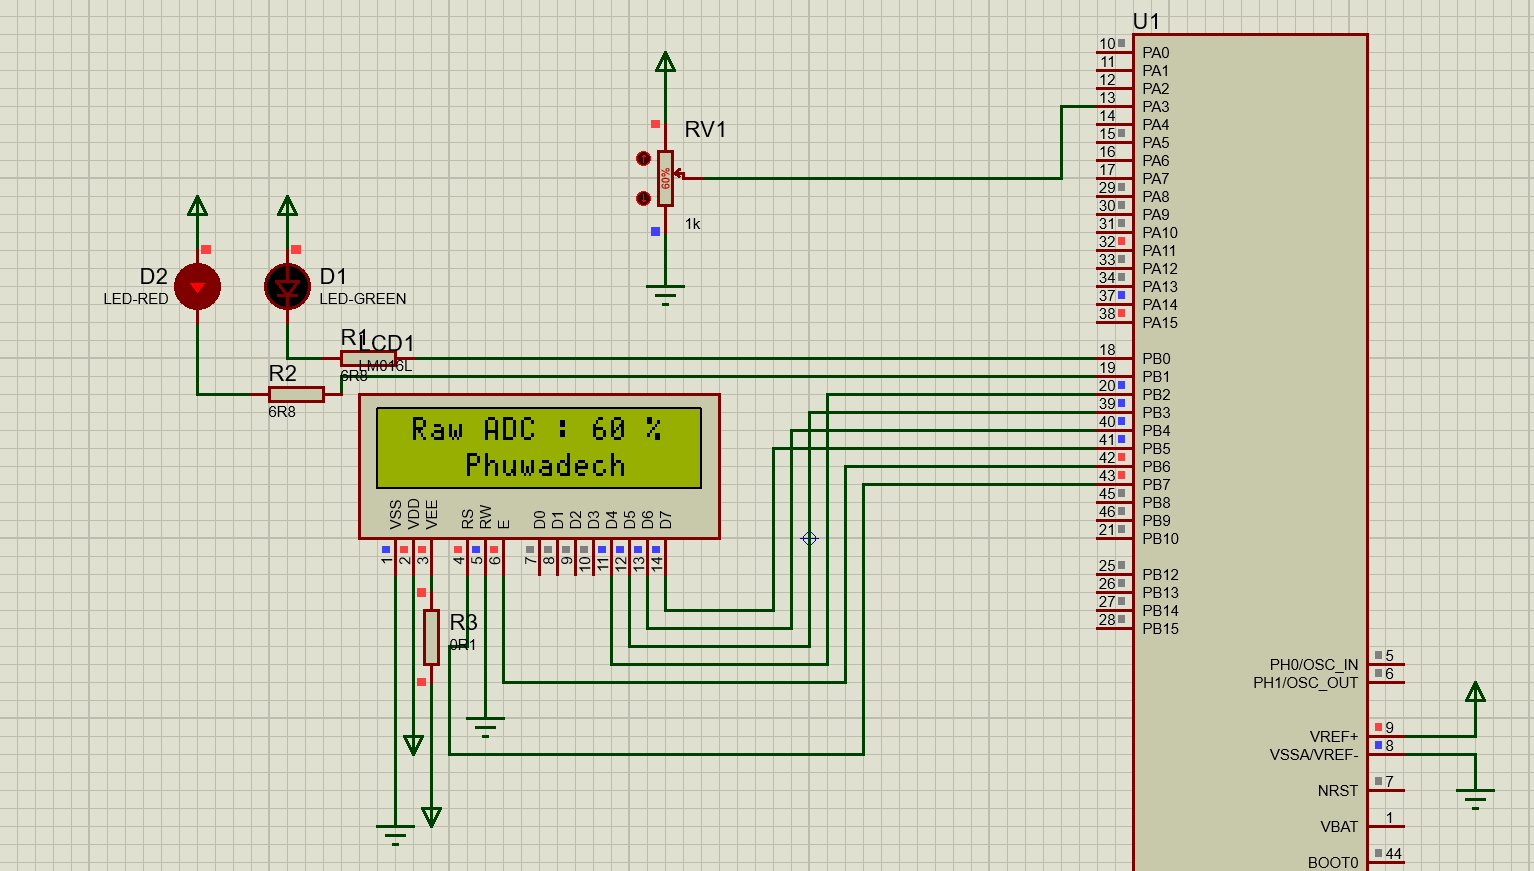 U1
10 PA0
11 PA1
12 PA2
13 PA3
14 PA4
15 PA5
16 PA6
17 PA7
29 PA8
30 PA9
31 PA10
32 PA11
33 PA12
34 PA13
37 PA14
38 PA15
18 PB0
19 PB1
20 PB2
39 PB3
40 PB4
41 PB5
42 PB6
43 PB7
45 PB8
46 PB9
21 PB10
25 PB12
26 PB13
27 PB14
28 PB15
PH0/OSC_IN 5
PH1/OSC_OUT 6
VREF+ 9
VSSA/VREF- 8
NRST 7
VBAT 1
BOOT0 44
RV1
60%
1k
D2
LED-RED
D1
LED-GREEN
R1
6R8
R2
6R8
LCD1
LM016L
Raw ADC : 60 %
Phuwadech
VSS VDD VEE RS RW E D0 D1 D2 D3 D4 D5 D6 D7
1 2 3 4 5 6 7 8 9 10 11 12 13 14
R3
0R1